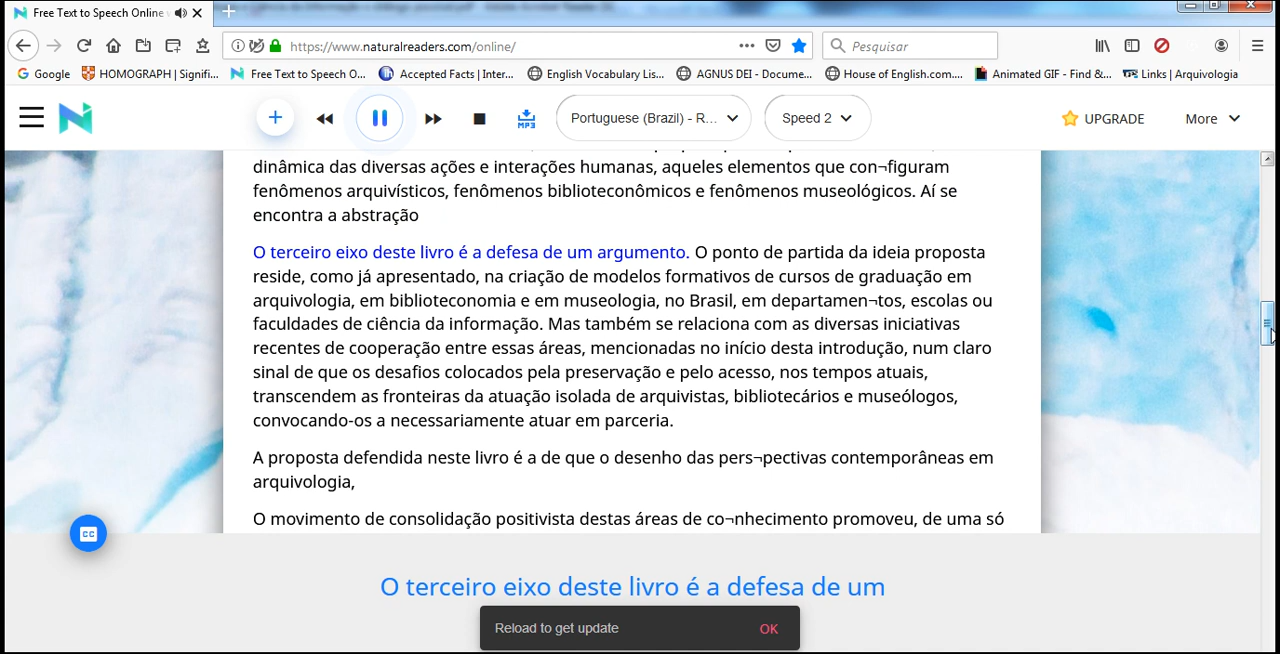 Free Text to Speech Online
https://www.naturalreaders.com/online/
Pesquisar
Google
HOMOGRAPH | Signifi...
Free Text to Speech O...
Accepted Facts | Inter...
English Vocabulary Lis...
AGNUS DEI - Docume...
House of English.com....
Animated GIF - Find &...
Links | Arquivologia
MP3
Portuguese (Brazil) - R...
Speed 2
UPGRADE
More
dinâmica das diversas ações e interações humanas, aqueles elementos que con¬figuram
fenômenos arquivísticos, fenômenos biblioteconômicos e fenômenos museológicos. Aí se
encontra a abstração
O terceiro eixo deste livro é a defesa de um argumento. O ponto de partida da ideia proposta
reside, como já apresentado, na criação de modelos formativos de cursos de graduação em
arquivologia, em biblioteconomia e em museologia, no Brasil, em departamen¬tos, escolas ou
faculdades de ciência da informação. Mas também se relaciona com as diversas iniciativas
recentes de cooperação entre essas áreas, mencionadas no início desta introdução, num claro
sinal de que os desafios colocados pela preservação e pelo acesso, nos tempos atuais,
transcendem as fronteiras da atuação isolada de arquivistas, bibliotecários e museólogos,
convocando-os a necessariamente atuar em parceria.
A proposta defendida neste livro é a de que o desenho das pers¬pectivas contemporâneas em
arquivologia,
O movimento de consolidação positivista destas áreas de co¬nhecimento promoveu, de uma só
CC
O terceiro eixo deste livro é a defesa de um
Reload to get update
OK